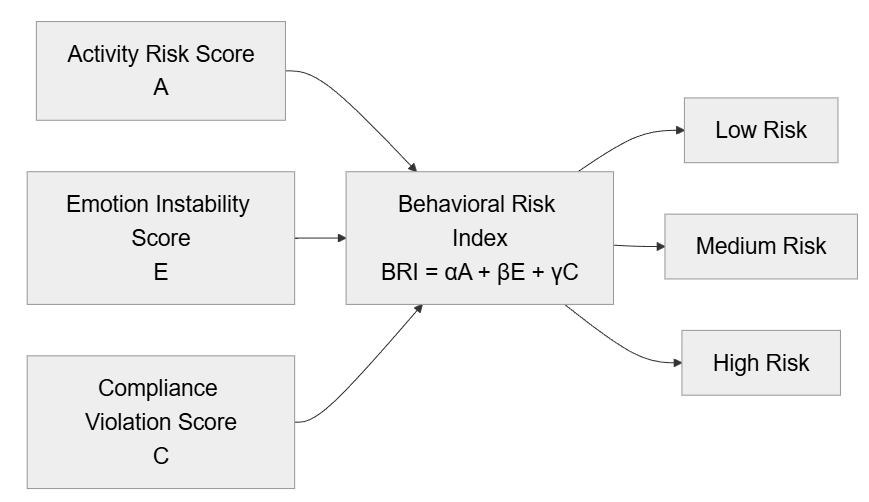 Activity Risk Score
A
Emotion Instability
Score
E
Compliance
Violation Score
C
Behavioral Risk
Index
BRI = αA + βE + γC
Low Risk
Medium Risk
High Risk